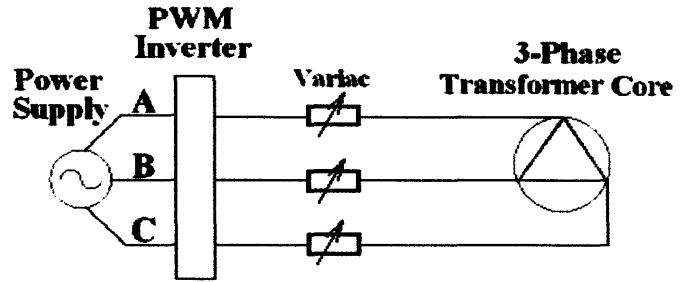 PWM
Inverter
3-Phase
Transformer Core
Variac
Power
Supply
A
B
C